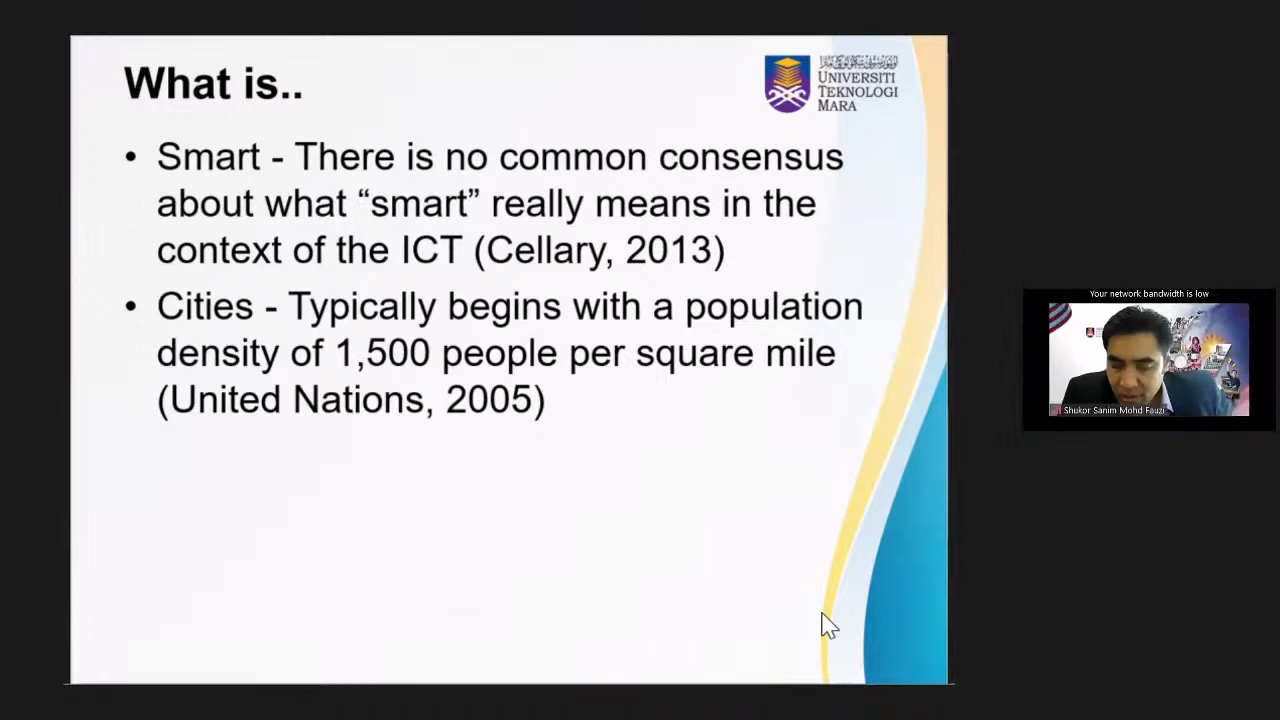 What is..
UNIVERSITI
TEKNOLOGI
MARA
• Smart - There is no common consensus
about what “smart” really means in the
context of the ICT (Cellary, 2013)
• Cities - Typically begins with a population
density of 1,500 people per square mile
(United Nations, 2005)
Your network bandwidth is low
Shukor Sanim Mohd Fauzi